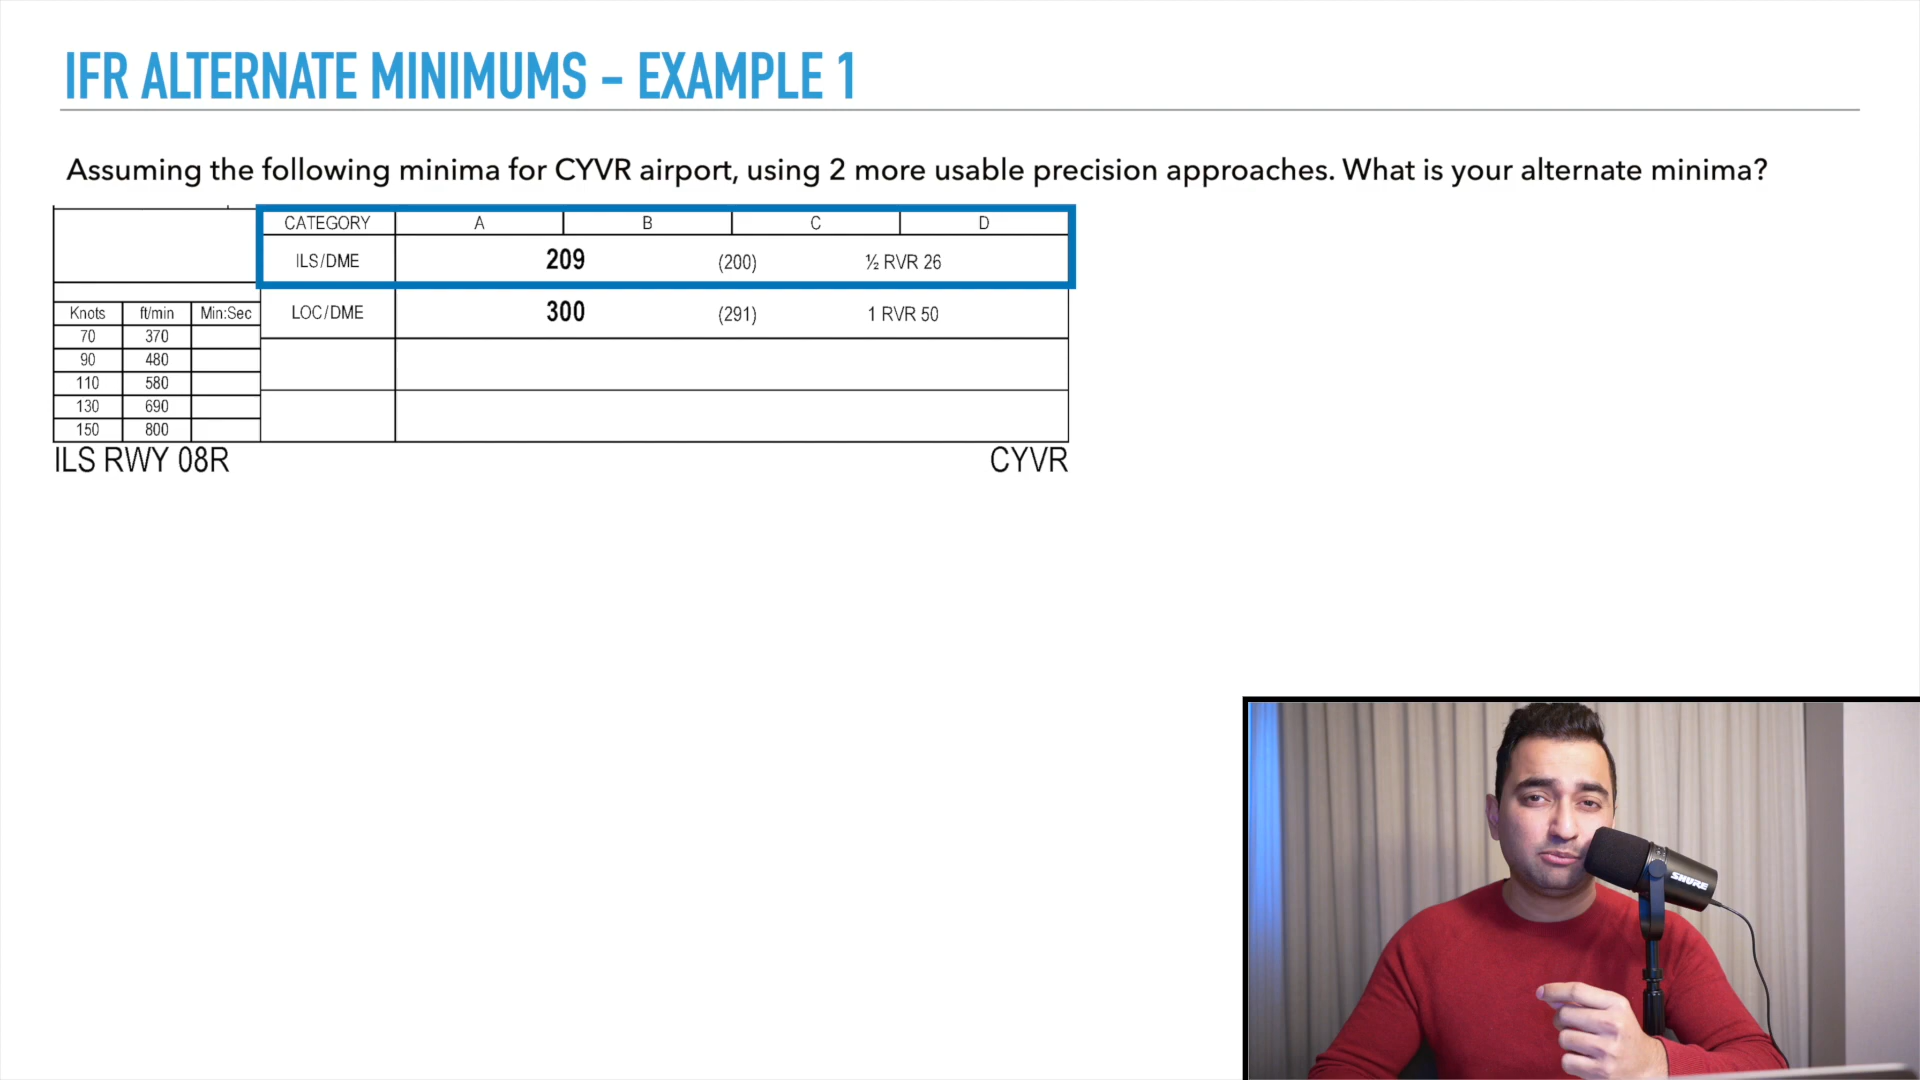 IFR ALTERNATE MINIMUMS – EXAMPLE 1
Assuming the following minima for CYVR airport, using 2 more usable precision approaches. What is your alternate minima?
CATEGORY A B C D
ILS/DME 209 (200) ½ RVR 26
LOC/DME 300 (291) 1 RVR 50
Knots ft/min Min:Sec
70 370
90 480
110 580
130 690
150 800
ILS RWY 08R CYVR
SHURE